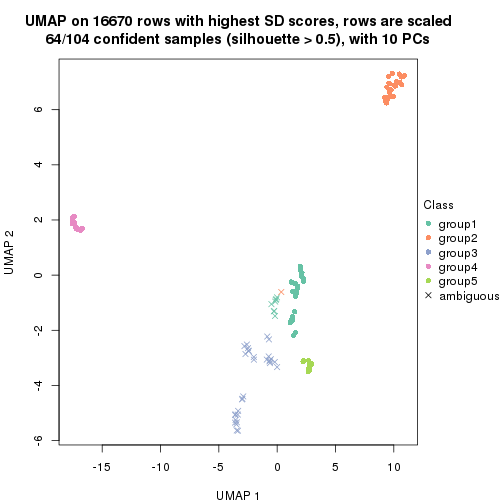 UMAP on 16670 rows with highest SD scores, rows are scaled
64/104 confident samples (silhouette > 0.5), with 10 PCs
UMAP 2
6
4
2
0
-2
-4
-6
-15
-10
-5
0
5
10
UMAP 1
Class
group1
group2
group3
group4
group5
ambiguous